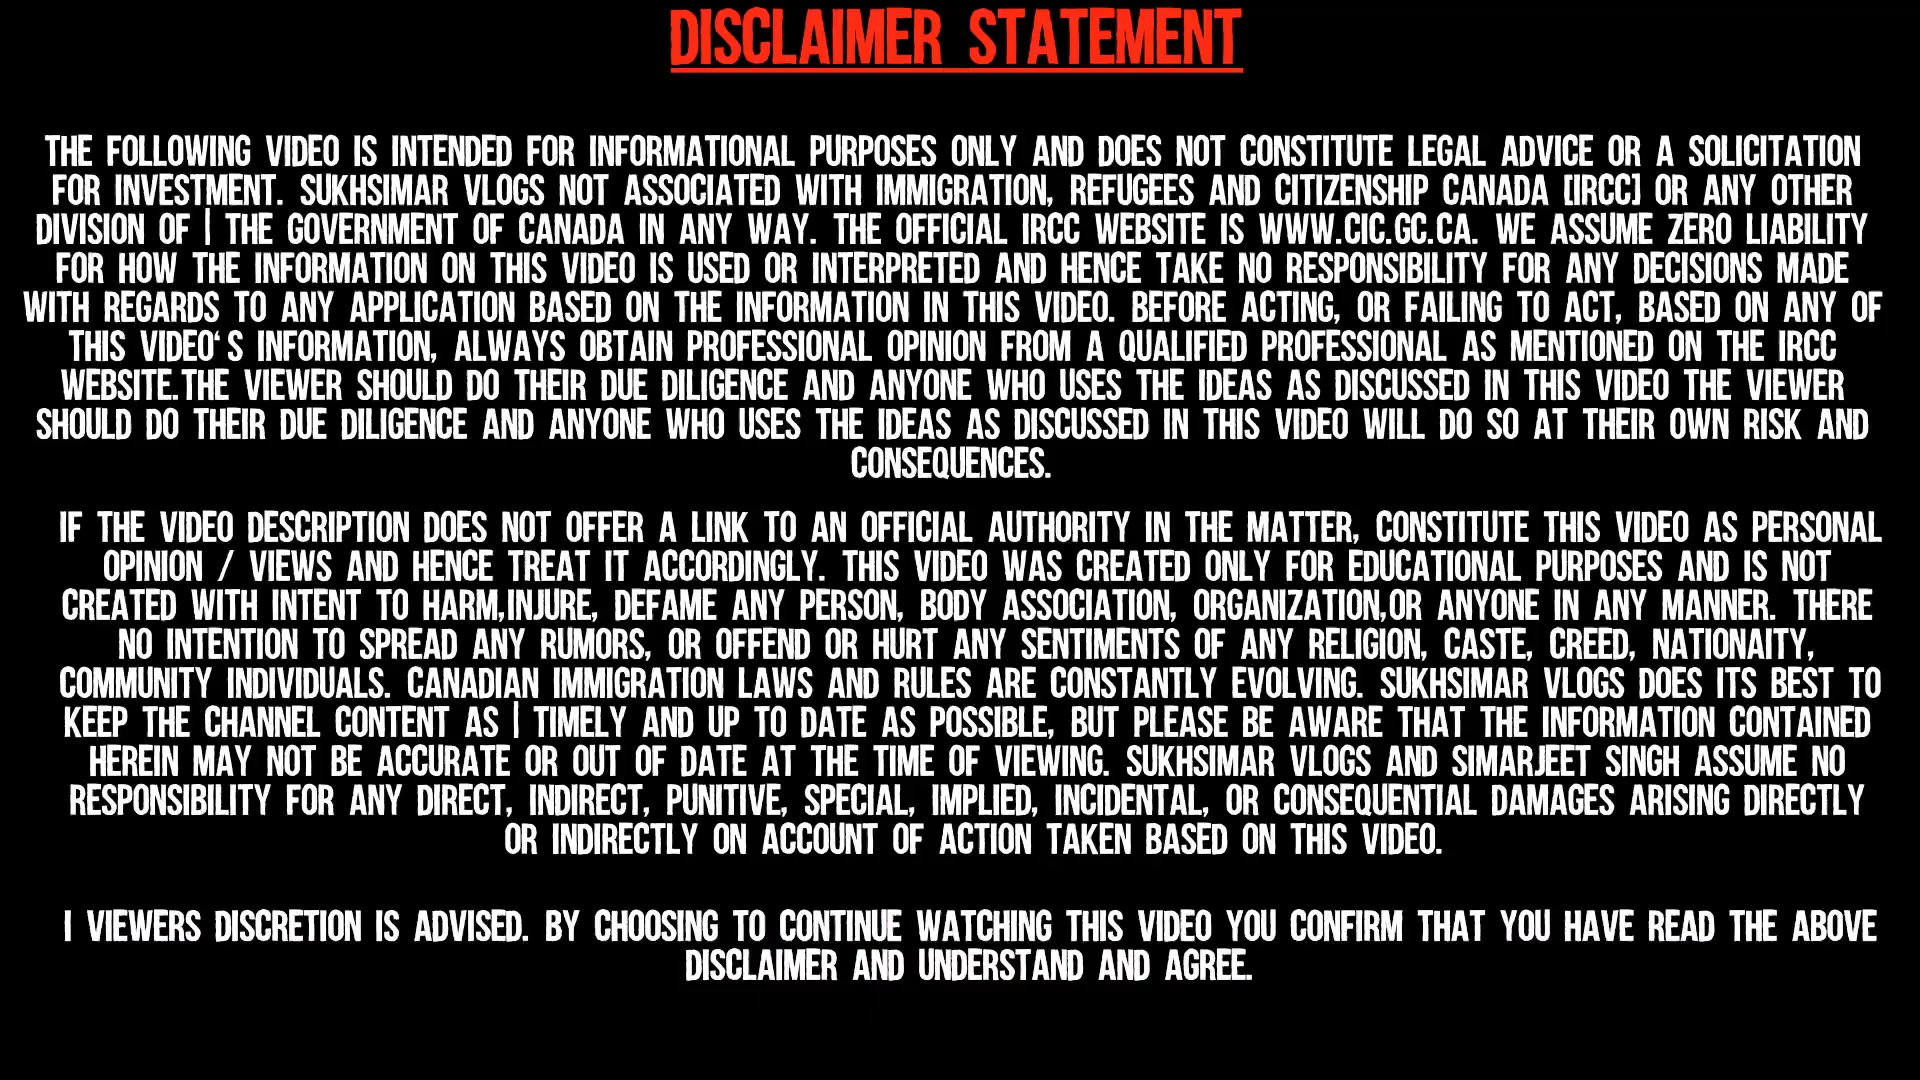 DISCLAIMER STATEMENT
THE FOLLOWING VIDEO IS INTENDED FOR INFORMATIONAL PURPOSES ONLY AND DOES NOT CONSTITUTE LEGAL ADVICE OR A SOLICITATION
FOR INVESTMENT. SUKHSIMAR VLOGS NOT ASSOCIATED WITH IMMIGRATION, REFUGEES AND CITIZENSHIP CANADA [IRCC] OR ANY OTHER
DIVISION OF | THE GOVERNMENT OF CANADA IN ANY WAY. THE OFFICIAL IRCC WEBSITE IS WWW.CIC.GC.CA. WE ASSUME ZERO LIABILITY
FOR HOW THE INFORMATION ON THIS VIDEO IS USED OR INTERPRETED AND HENCE TAKE NO RESPONSIBILITY FOR ANY DECISIONS MADE
WITH REGARDS TO ANY APPLICATION BASED ON THE INFORMATION IN THIS VIDEO. BEFORE ACTING, OR FAILING TO ACT, BASED ON ANY OF
THIS VIDEO‘S INFORMATION, ALWAYS OBTAIN PROFESSIONAL OPINION FROM A QUALIFIED PROFESSIONAL AS MENTIONED ON THE IRCC
WEBSITE.THE VIEWER SHOULD DO THEIR DUE DILIGENCE AND ANYONE WHO USES THE IDEAS AS DISCUSSED IN THIS VIDEO THE VIEWER
SHOULD DO THEIR DUE DILIGENCE AND ANYONE WHO USES THE IDEAS AS DISCUSSED IN THIS VIDEO WILL DO SO AT THEIR OWN RISK AND
CONSEQUENCES.
IF THE VIDEO DESCRIPTION DOES NOT OFFER A LINK TO AN OFFICIAL AUTHORITY IN THE MATTER, CONSTITUTE THIS VIDEO AS PERSONAL
OPINION / VIEWS AND HENCE TREAT IT ACCORDINGLY. THIS VIDEO WAS CREATED ONLY FOR EDUCATIONAL PURPOSES AND IS NOT
CREATED WITH INTENT TO HARM,INJURE, DEFAME ANY PERSON, BODY ASSOCIATION, ORGANIZATION,OR ANYONE IN ANY MANNER. THERE
NO INTENTION TO SPREAD ANY RUMORS, OR OFFEND OR HURT ANY SENTIMENTS OF ANY RELIGION, CASTE, CREED, NATIONAITY,
COMMUNITY INDIVIDUALS. CANADIAN IMMIGRATION LAWS AND RULES ARE CONSTANTLY EVOLVING. SUKHSIMAR VLOGS DOES ITS BEST TO
KEEP THE CHANNEL CONTENT AS | TIMELY AND UP TO DATE AS POSSIBLE, BUT PLEASE BE AWARE THAT THE INFORMATION CONTAINED
HEREIN MAY NOT BE ACCURATE OR OUT OF DATE AT THE TIME OF VIEWING. SUKHSIMAR VLOGS AND SIMARJEET SINGH ASSUME NO
RESPONSIBILITY FOR ANY DIRECT, INDIRECT, PUNITIVE, SPECIAL, IMPLIED, INCIDENTAL, OR CONSEQUENTIAL DAMAGES ARISING DIRECTLY
OR INDIRECTLY ON ACCOUNT OF ACTION TAKEN BASED ON THIS VIDEO.
I VIEWERS DISCRETION IS ADVISED. BY CHOOSING TO CONTINUE WATCHING THIS VIDEO YOU CONFIRM THAT YOU HAVE READ THE ABOVE
DISCLAIMER AND UNDERSTAND AND AGREE.